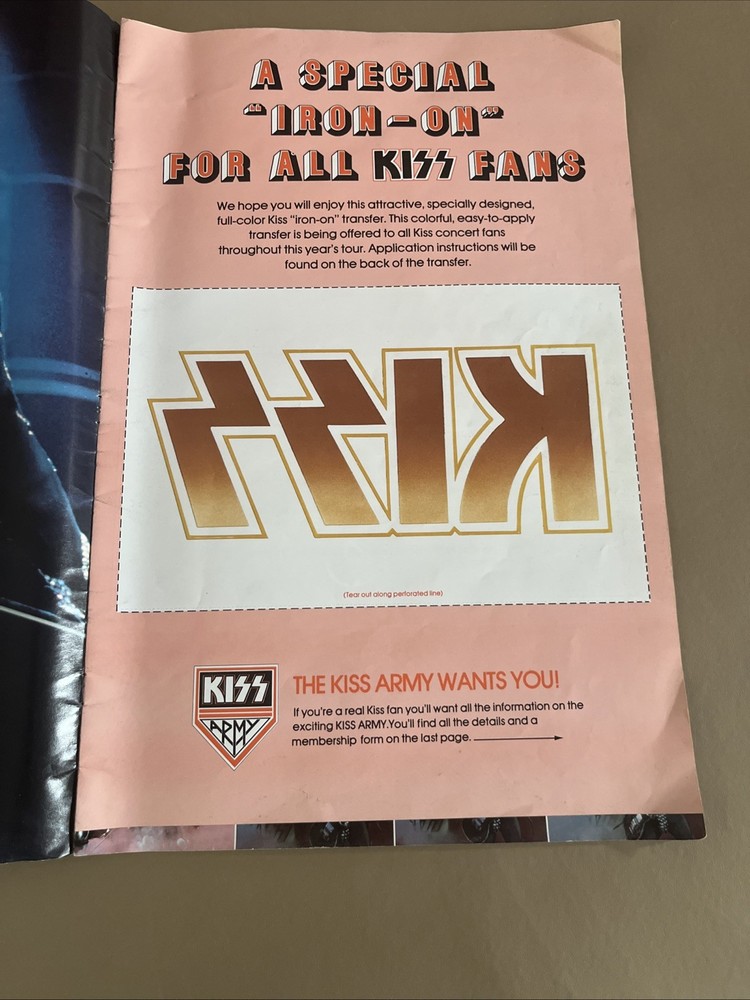 A SPECIAL
"IRON-ON"
FOR ALL KISS FANS
We hope you will enjoy this attractive, specially designed,
full-color Kiss "iron-on" transfer. This colorful, easy-to-apply
transfer is being offered to all Kiss concert fans
throughout this year's tour. Application instructions will be
found on the back of the transfer.
KISS
(Tear out along perforated line)
KISS
ARMY
THE KISS ARMY WANTS YOU!
If you're a real Kiss fan you'll want all the information on the
exciting KISS ARMY.You'll find all the details and a
membership form on the last page.